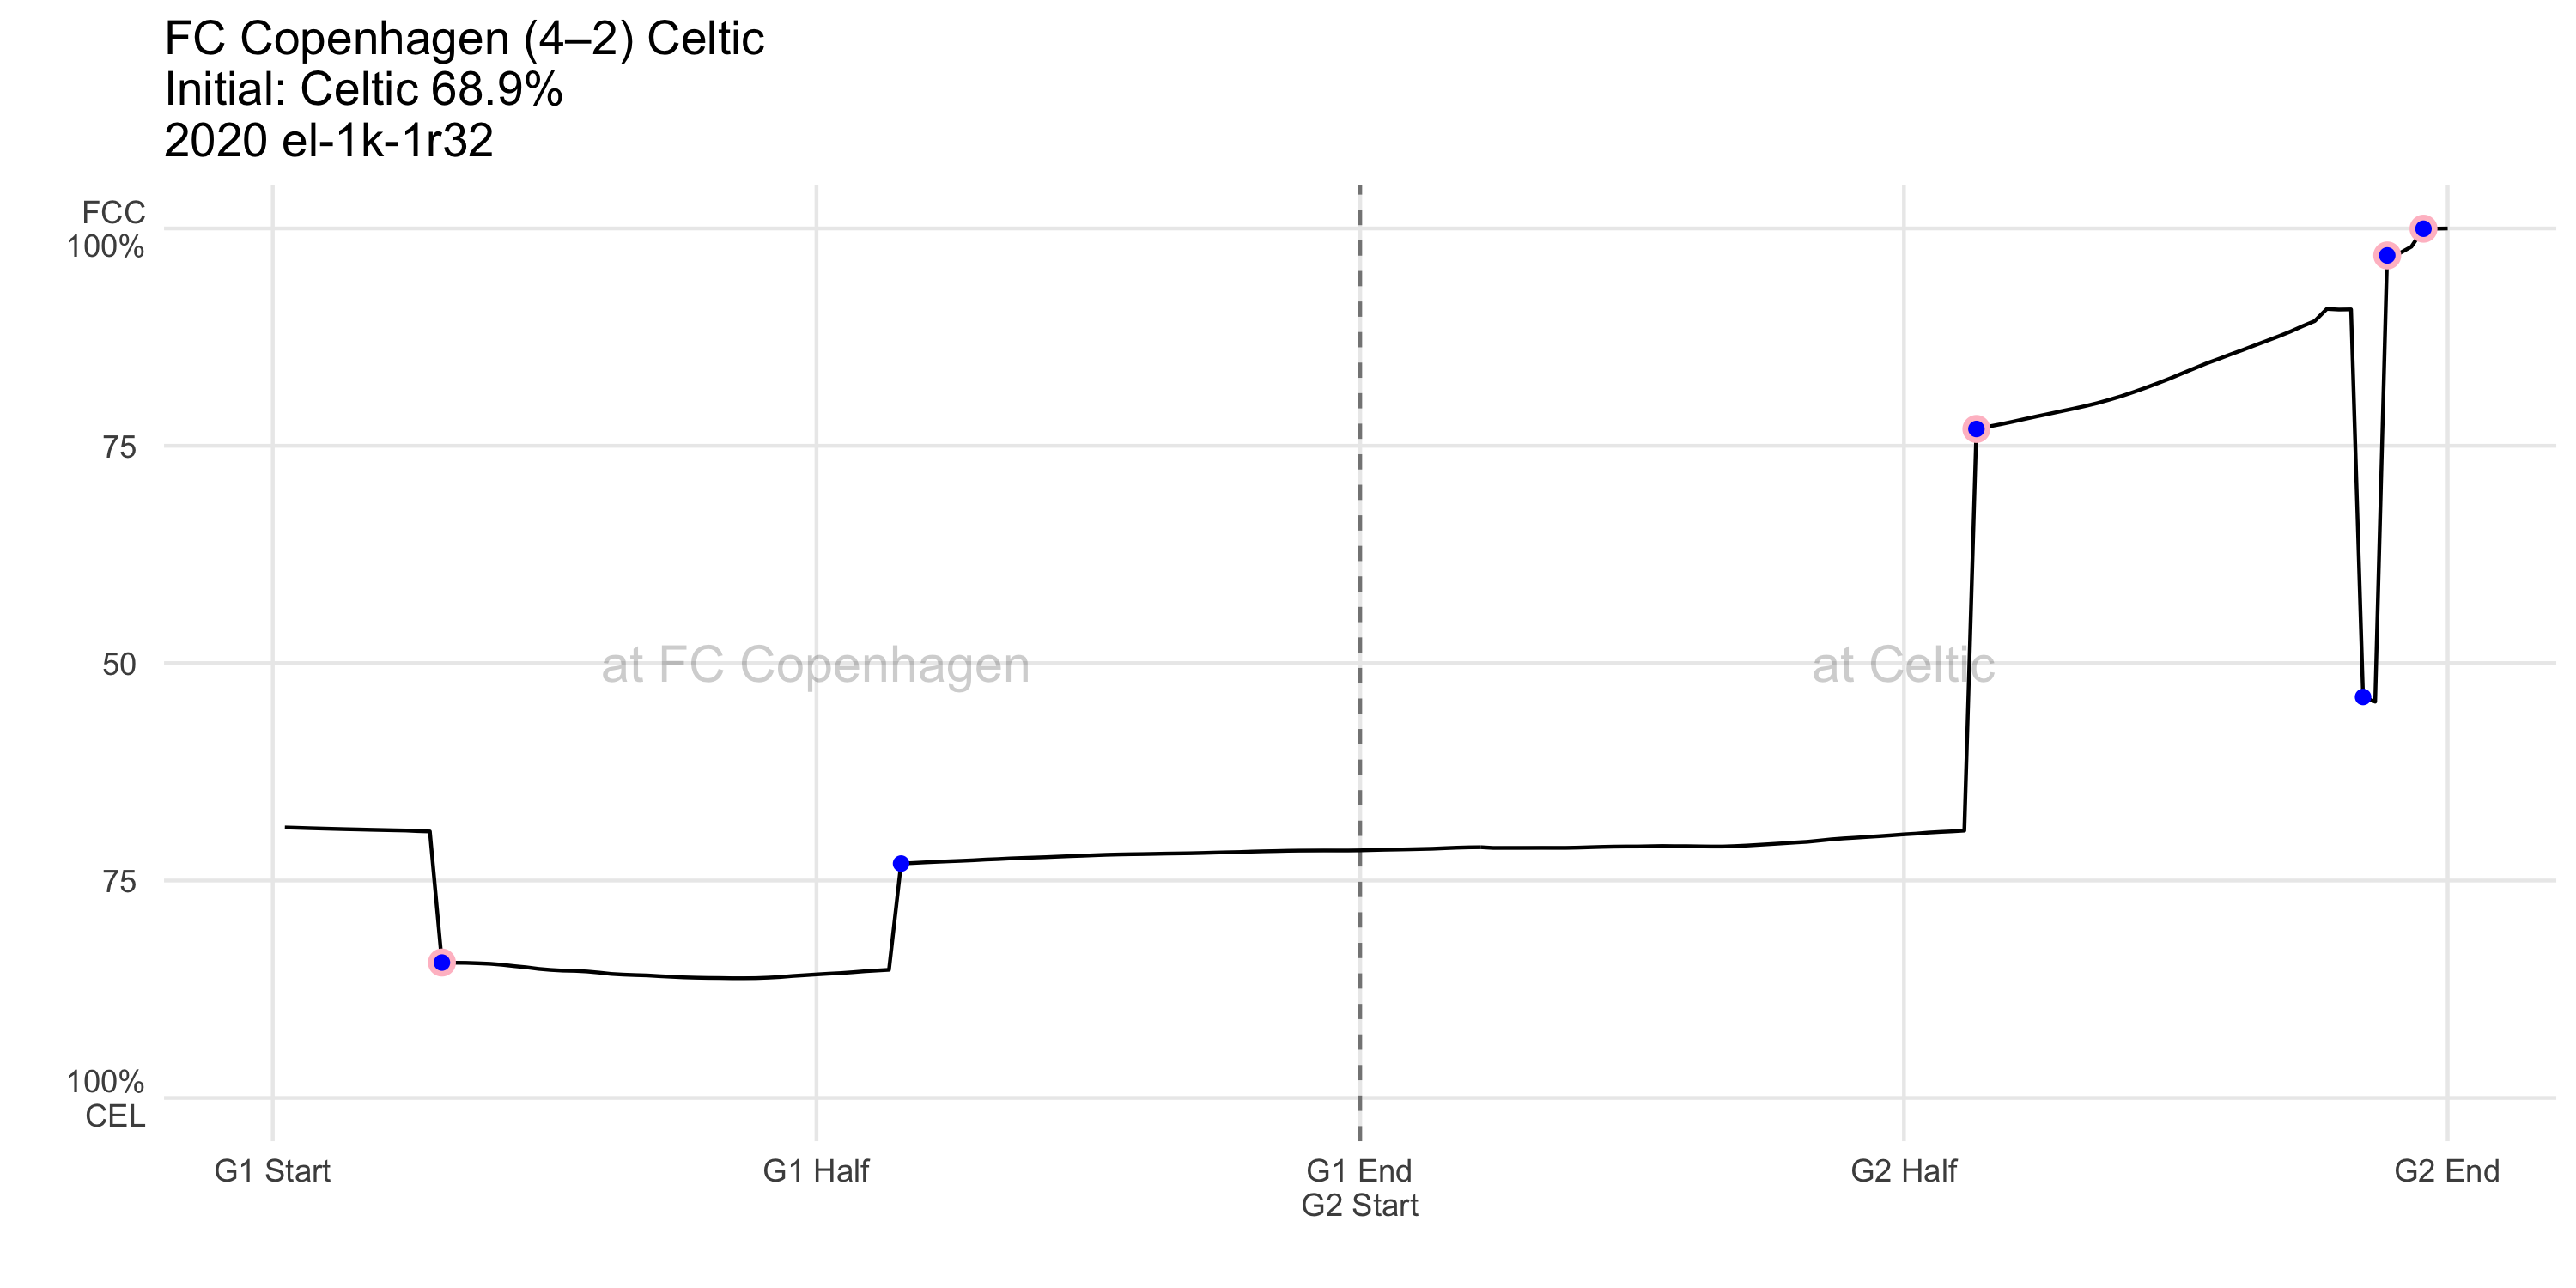 FC Copenhagen (4–2) Celtic
Initial: Celtic 68.9%
2020 el-1k-1r32
FCC
100%
75
50
75
100%
CEL
at FC Copenhagen
at Celtic
G1 Start
G1 Half
G1 End
G2 Start
G2 Half
G2 End